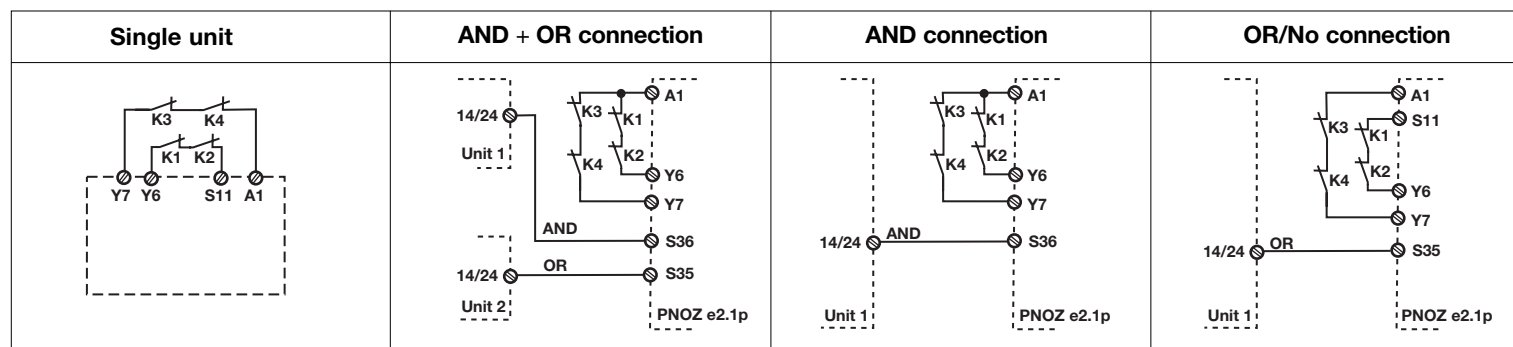 Single unit
K3 K4
K1 K2
Y7 Y6 S11 A1
AND + OR connection
14/24
Unit 1
A1
K3 K1
K4 K2
Y6
Y7
AND
S36
14/24 OR S35
Unit 2
PNOZ e2.1p
AND connection
A1
K3 K1
K4 K2
Y6
Y7
14/24 AND S36
Unit 1
PNOZ e2.1p
OR/No connection
A1
S11
K3 K1
K4 K2
Y6
Y7
14/24 OR S35
Unit 1
PNOZ e2.1p